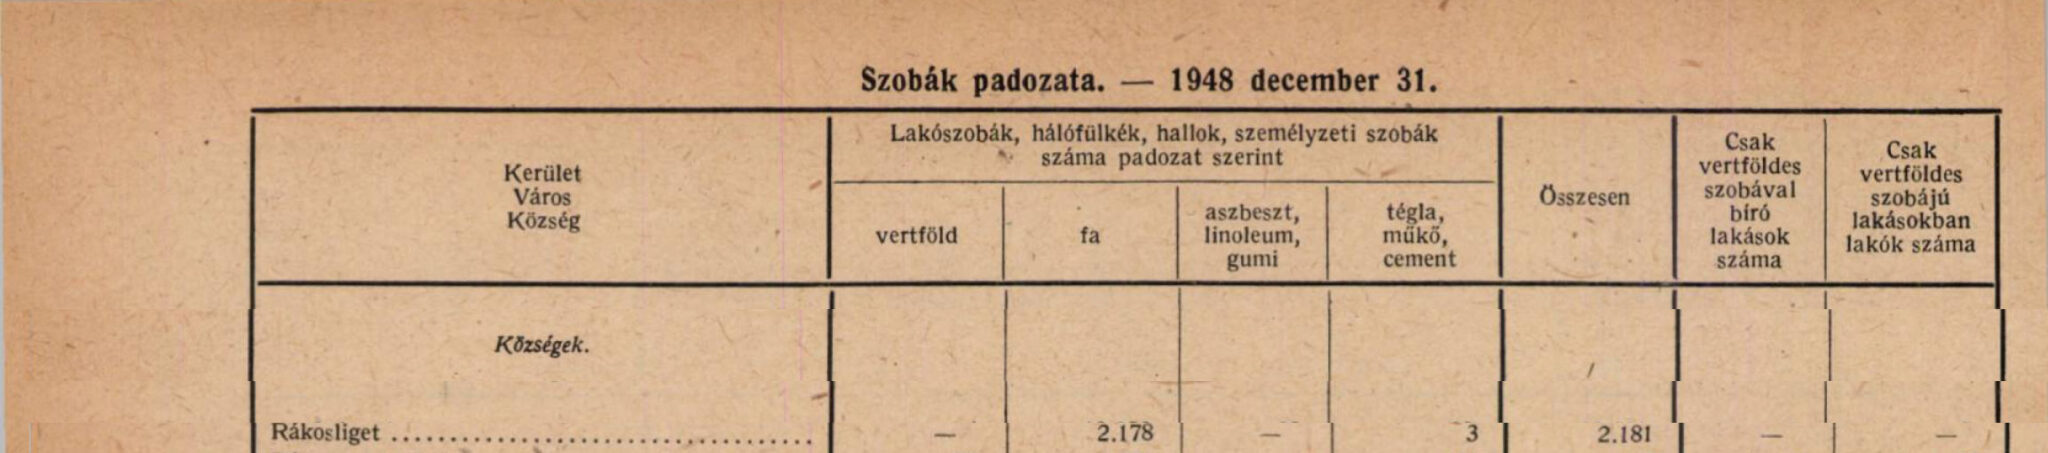 Szobák padozata. — 1948 december 31.
Kerület
Város
Község
Lakószobák, hálófülkék, hallok, személyzeti szobák
száma padozat szerint
vertföld
fa
aszbeszt,
linoleum,
gumi
tégla,
műkő,
cement
Összesen
Csak
vertföldes
szobával
bíró
lakások
száma
Csak
vertföldes
szobájú
lakásokban
lakók száma
Községek.
Rákosliget ........................................ — 2.178 — 3 2.181 — —